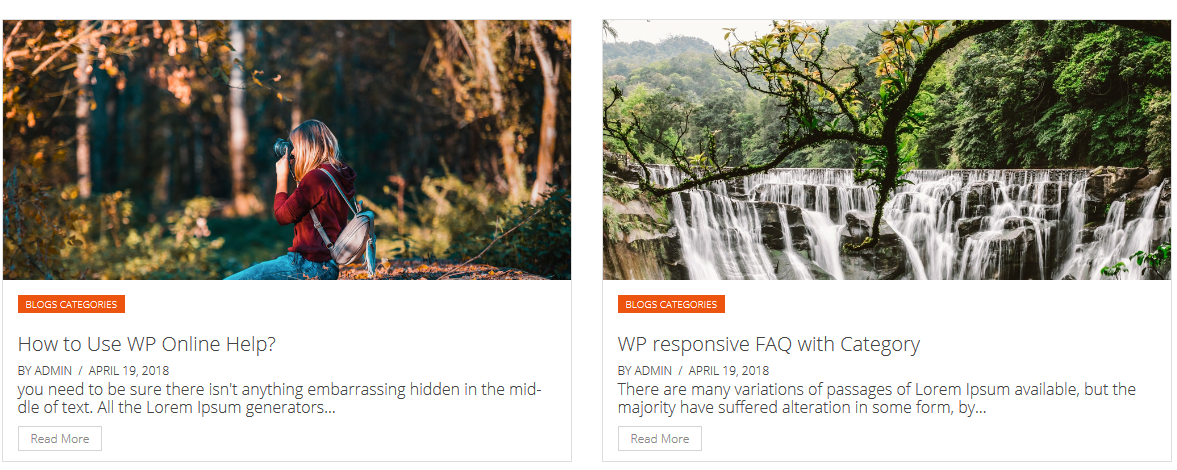 BLOGS CATEGORIES
How to Use WP Online Help?
BY ADMIN / APRIL 19, 2018
you need to be sure there isn't anything embarrassing hidden in the mid-
dle of text. All the Lorem Ipsum generators...
Read More
BLOGS CATEGORIES
WP responsive FAQ with Category
BY ADMIN / APRIL 19, 2018
There are many variations of passages of Lorem Ipsum available, but the
majority have suffered alteration in some form, by...
Read More